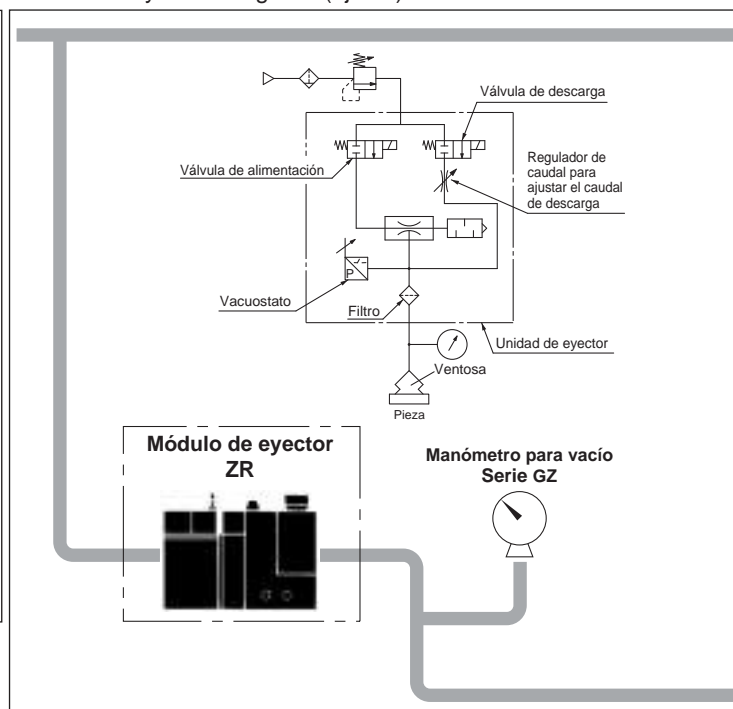 Válvula de descarga
Válvula de alimentación
Regulador de
caudal para
ajustar el caudal
de descarga
P
Vacuostato
Filtro
Unidad de eyector
Ventosa
Pieza
Módulo de eyector
ZR
Manómetro para vacío
Serie GZ